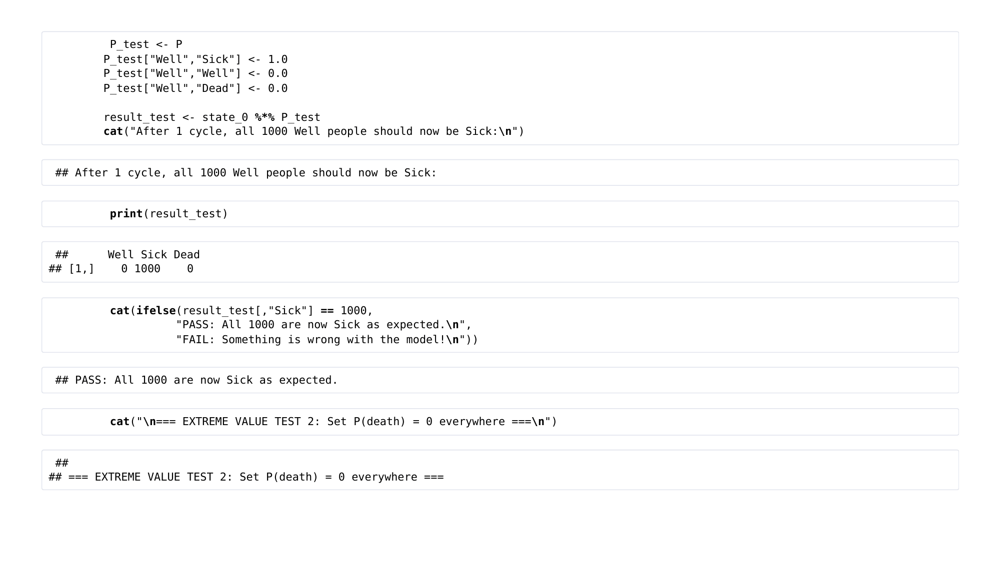 P_test <- P
P_test["Well","Sick"] <- 1.0
P_test["Well","Well"] <- 0.0
P_test["Well","Dead"] <- 0.0
result_test <- state_0 %*% P_test
cat("After 1 cycle, all 1000 Well people should now be Sick:\n")
## After 1 cycle, all 1000 Well people should now be Sick:
print(result_test)
##      Well Sick Dead
## [1,]    0 1000    0
cat(ifelse(result_test[,"Sick"] == 1000,
"PASS: All 1000 are now Sick as expected.\n",
"FAIL: Something is wrong with the model!\n"))
## PASS: All 1000 are now Sick as expected.
cat("\n=== EXTREME VALUE TEST 2: Set P(death) = 0 everywhere ===\n")
##
## === EXTREME VALUE TEST 2: Set P(death) = 0 everywhere ===